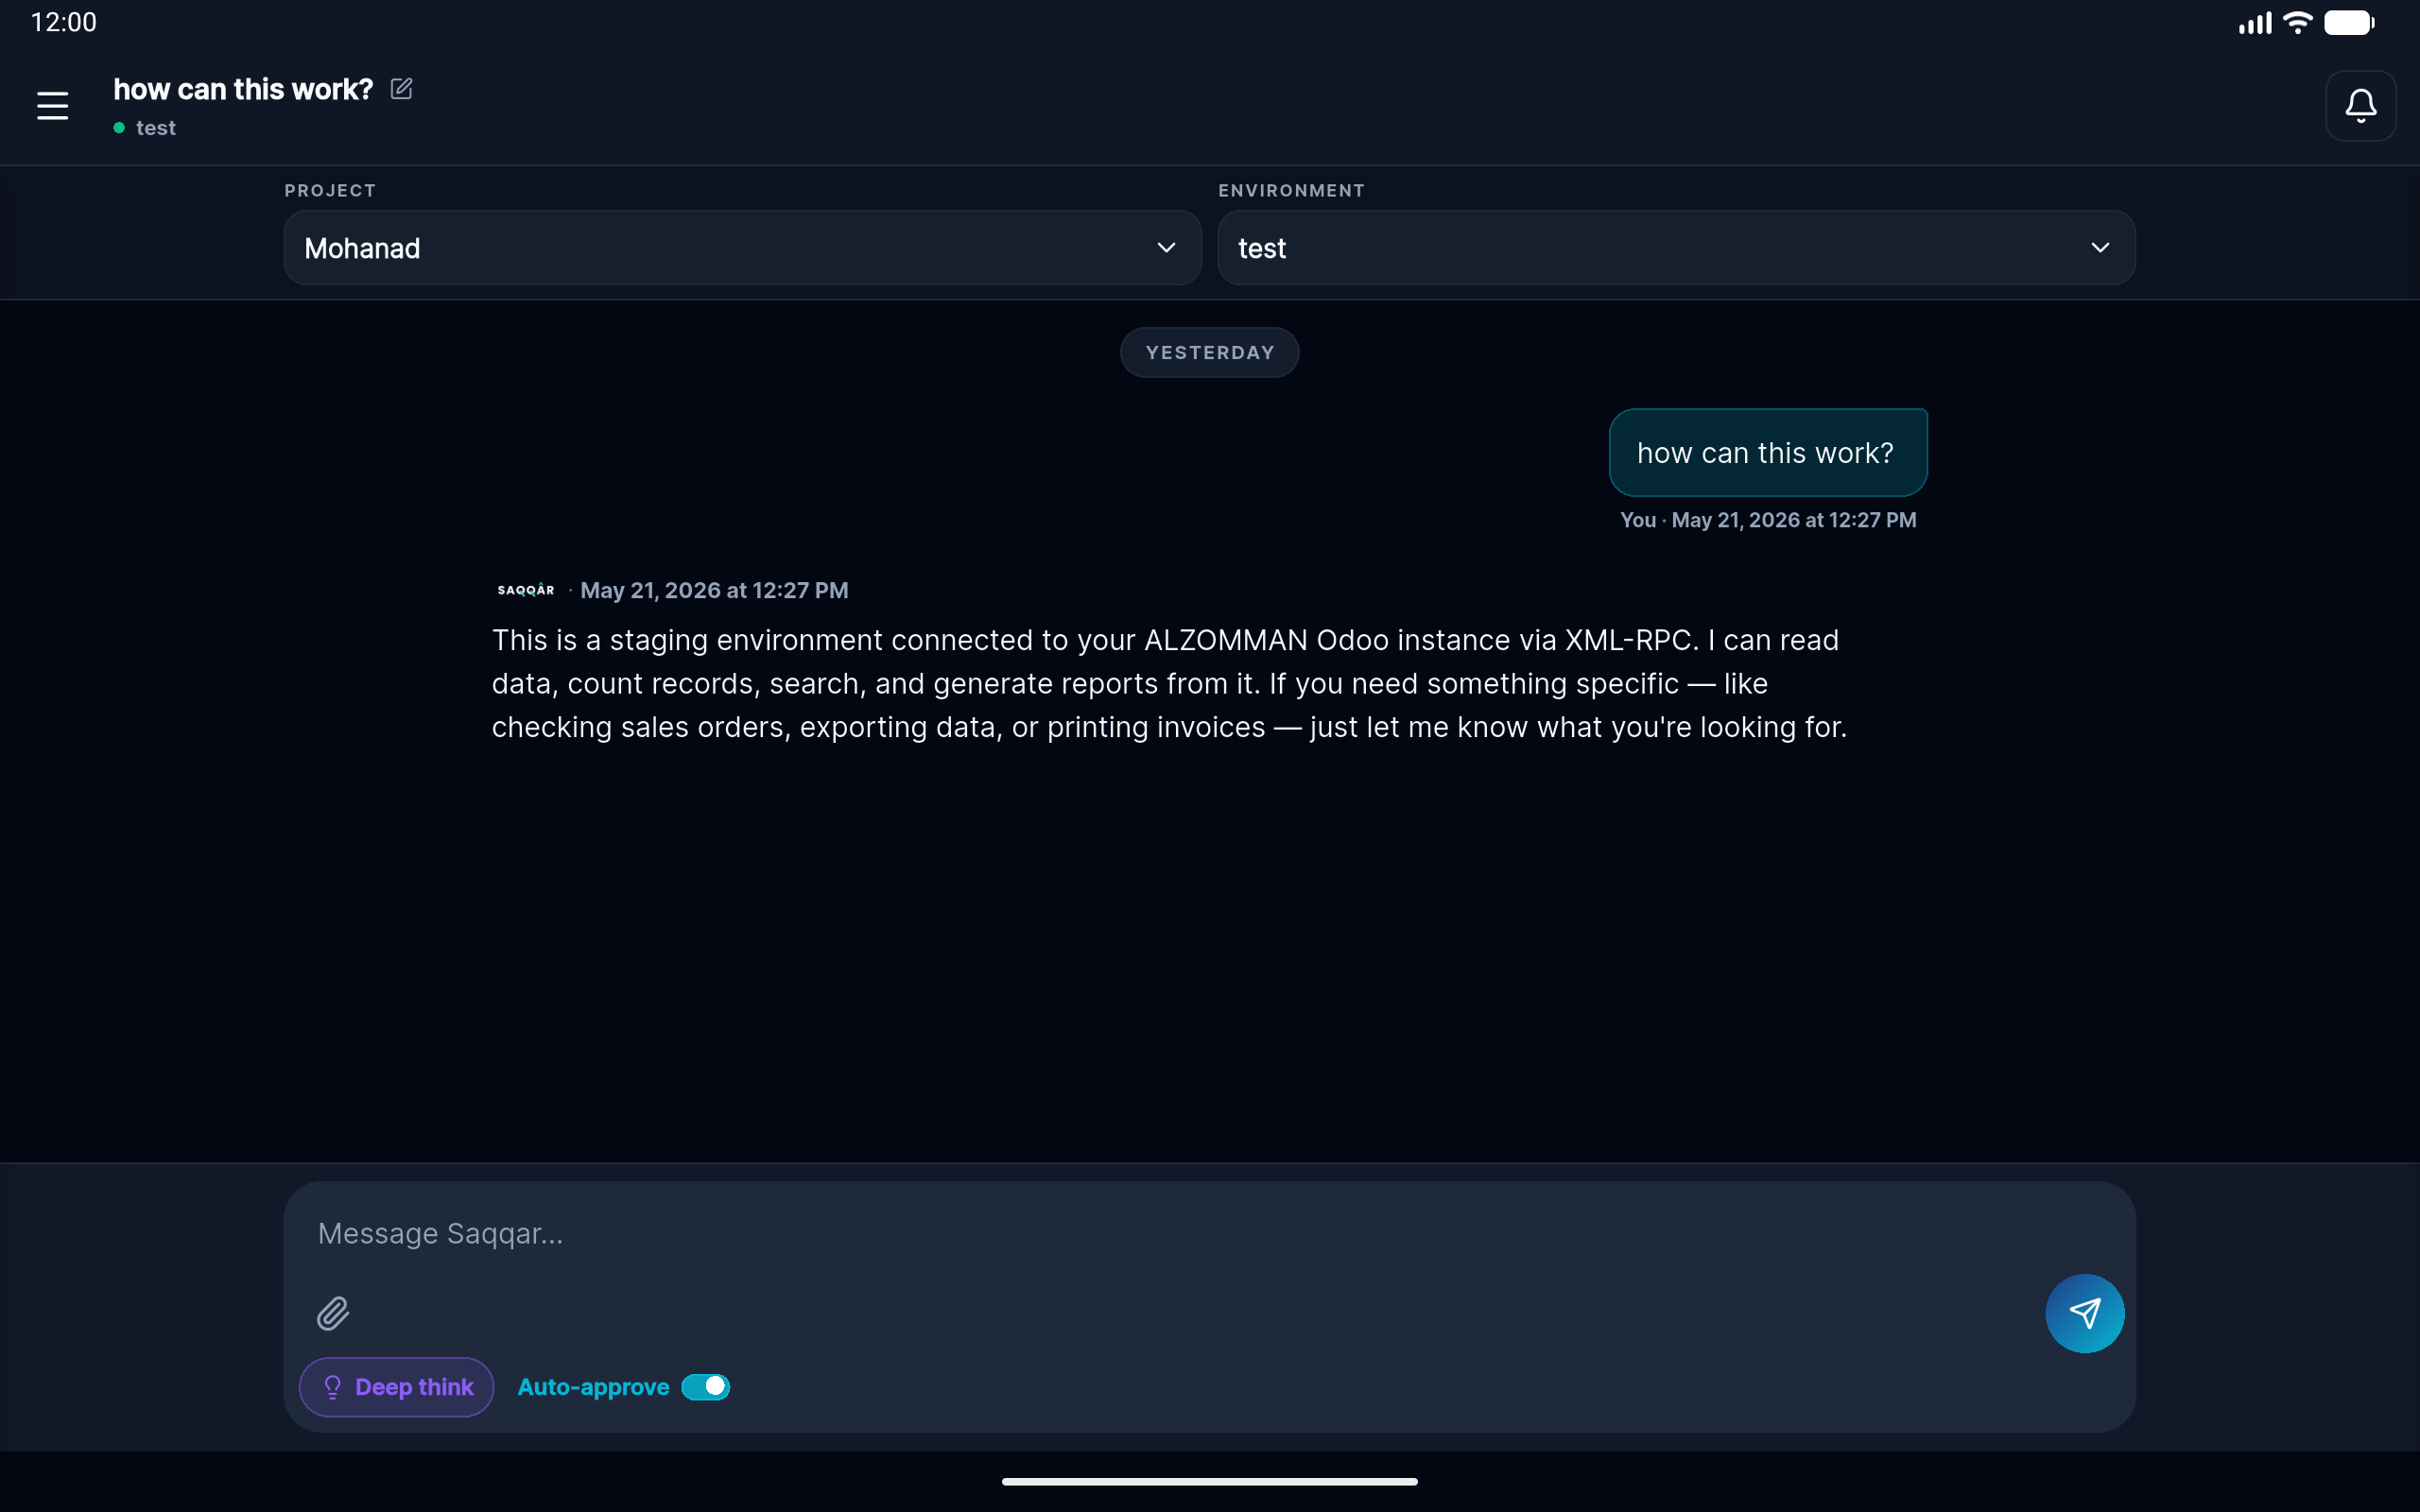 12:00
how can this work?
test
PROJECT
ENVIRONMENT
Mohanad
test
YESTERDAY
how can this work?
You · May 21, 2026 at 12:27 PM
SAQQÂR · May 21, 2026 at 12:27 PM
This is a staging environment connected to your ALZOMMAN Odoo instance via XML-RPC. I can read
data, count records, search, and generate reports from it. If you need something specific — like
checking sales orders, exporting data, or printing invoices — just let me know what you're looking for.
Message Saqqar...
Deep think
Auto-approve